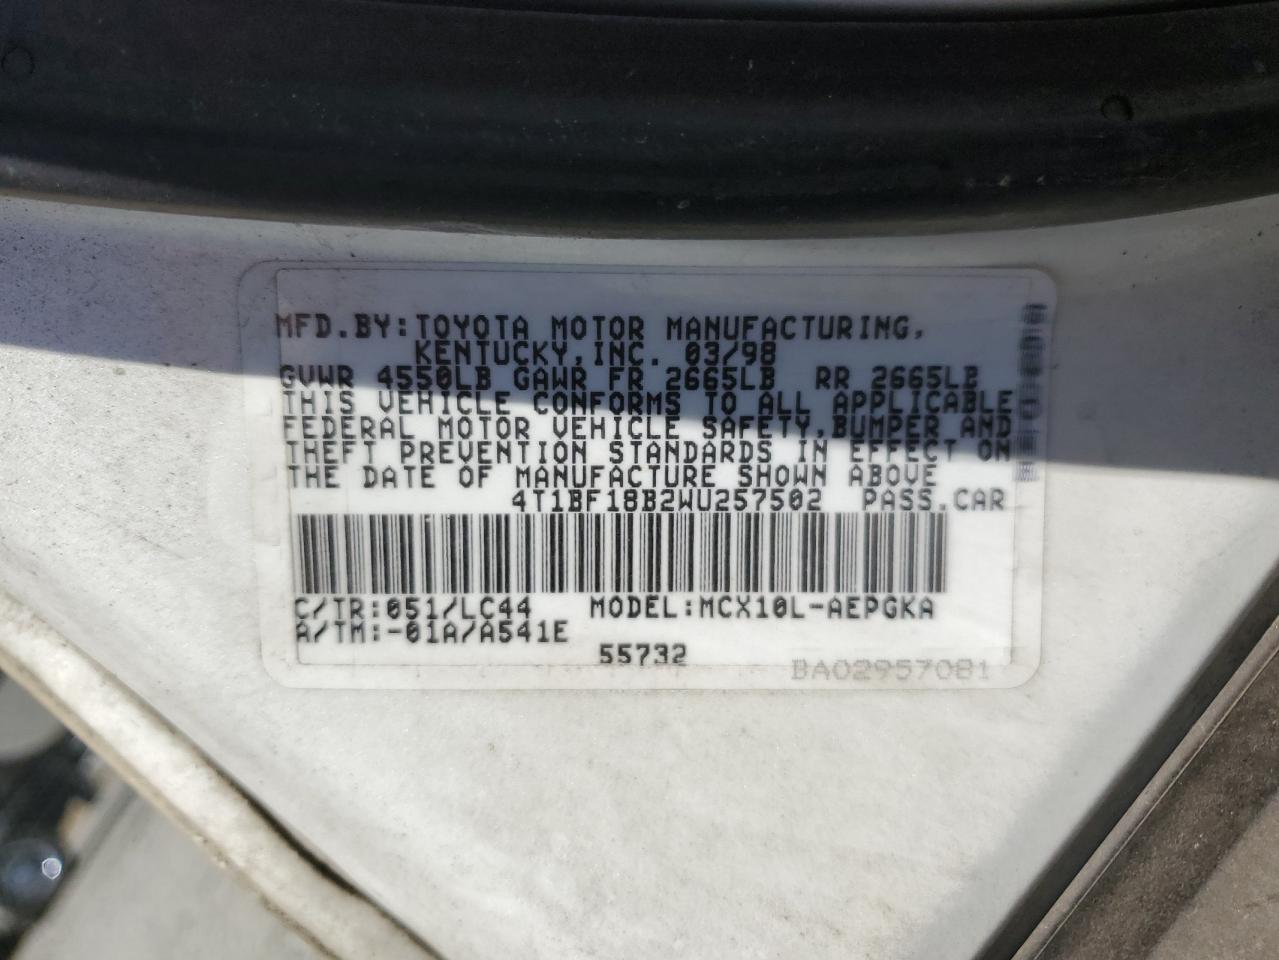 MFD.BY:TOYOTA MOTOR MANUFACTURING,
KENTUCKY,INC. 03/98
GVWR 4550LB GAWR FR 2665LB RR 2665LB
THIS VEHICLE CONFORMS TO ALL APPLICABLE
FEDERAL MOTOR VEHICLE SAFETY,BUMPER AND
THEFT PREVENTION STANDARDS IN EFFECT ON
THE DATE OF MANUFACTURE SHOWN ABOVE
4T1BF18B2WU257502 PASS.CAR
C/TR:051/LC44 MODEL:MCX10L-AEPGKA
A/TM:-01A/A541E
55732
BA02957081